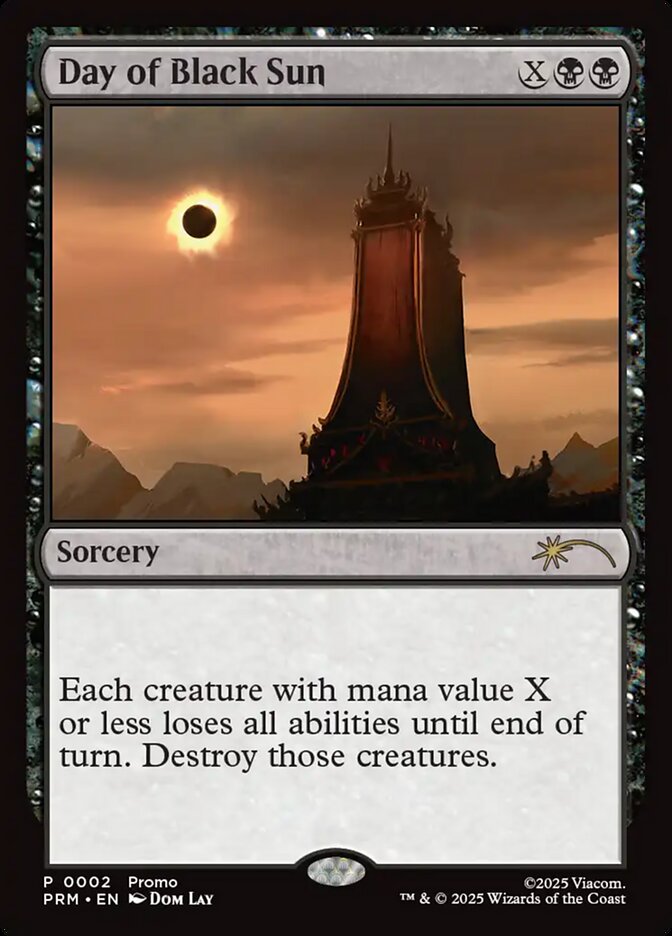 Day of Black Sun X
Sorcery
Each creature with mana value X
or less loses all abilities until end of
turn. Destroy those creatures.
P 0002 Promo
PRM • EN Dom Lay
©2025 Viacom.
™ & © 2025 Wizards of the Coast